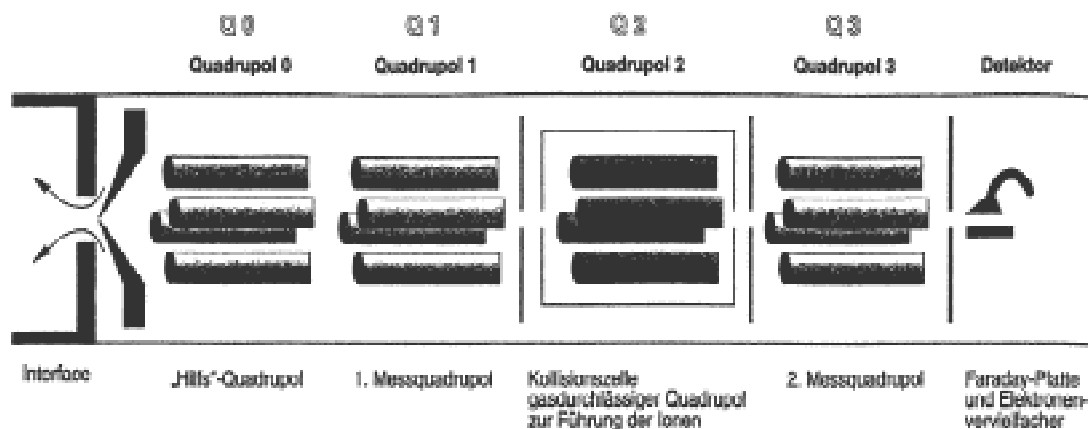 Q0 Q1 Q2 Q3
Quadrupol 0 Quadrupol 1 Quadrupol 2 Quadrupol 3 Detektor
Interface „Hilfs"-Quadrupol 1. Messquadrupol Kollisionszelle 2. Messquadrupol Faraday-Platte
gasdurchlässiger Quadrupol und Elektronen-
zur Führung der Ionen vervielfacher